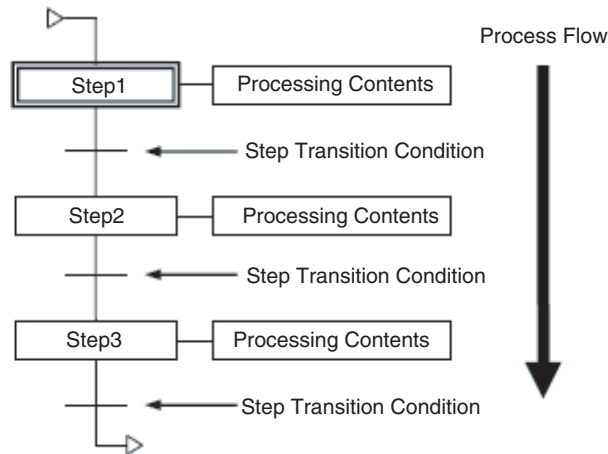 Process Flow
Step1
Processing Contents
Step Transition Condition
Step2
Processing Contents
Step Transition Condition
Step3
Processing Contents
Step Transition Condition